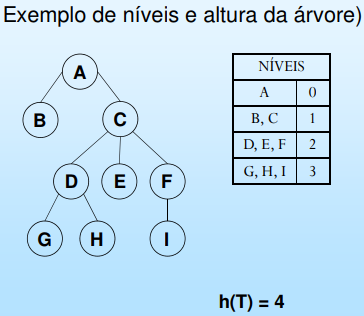 Exemplo de níveis e altura da árvore)
A
B
C
D
E
F
G
H
I
NÍVEIS
A 0
B, C 1
D, E, F 2
G, H, I 3
h(T) = 4